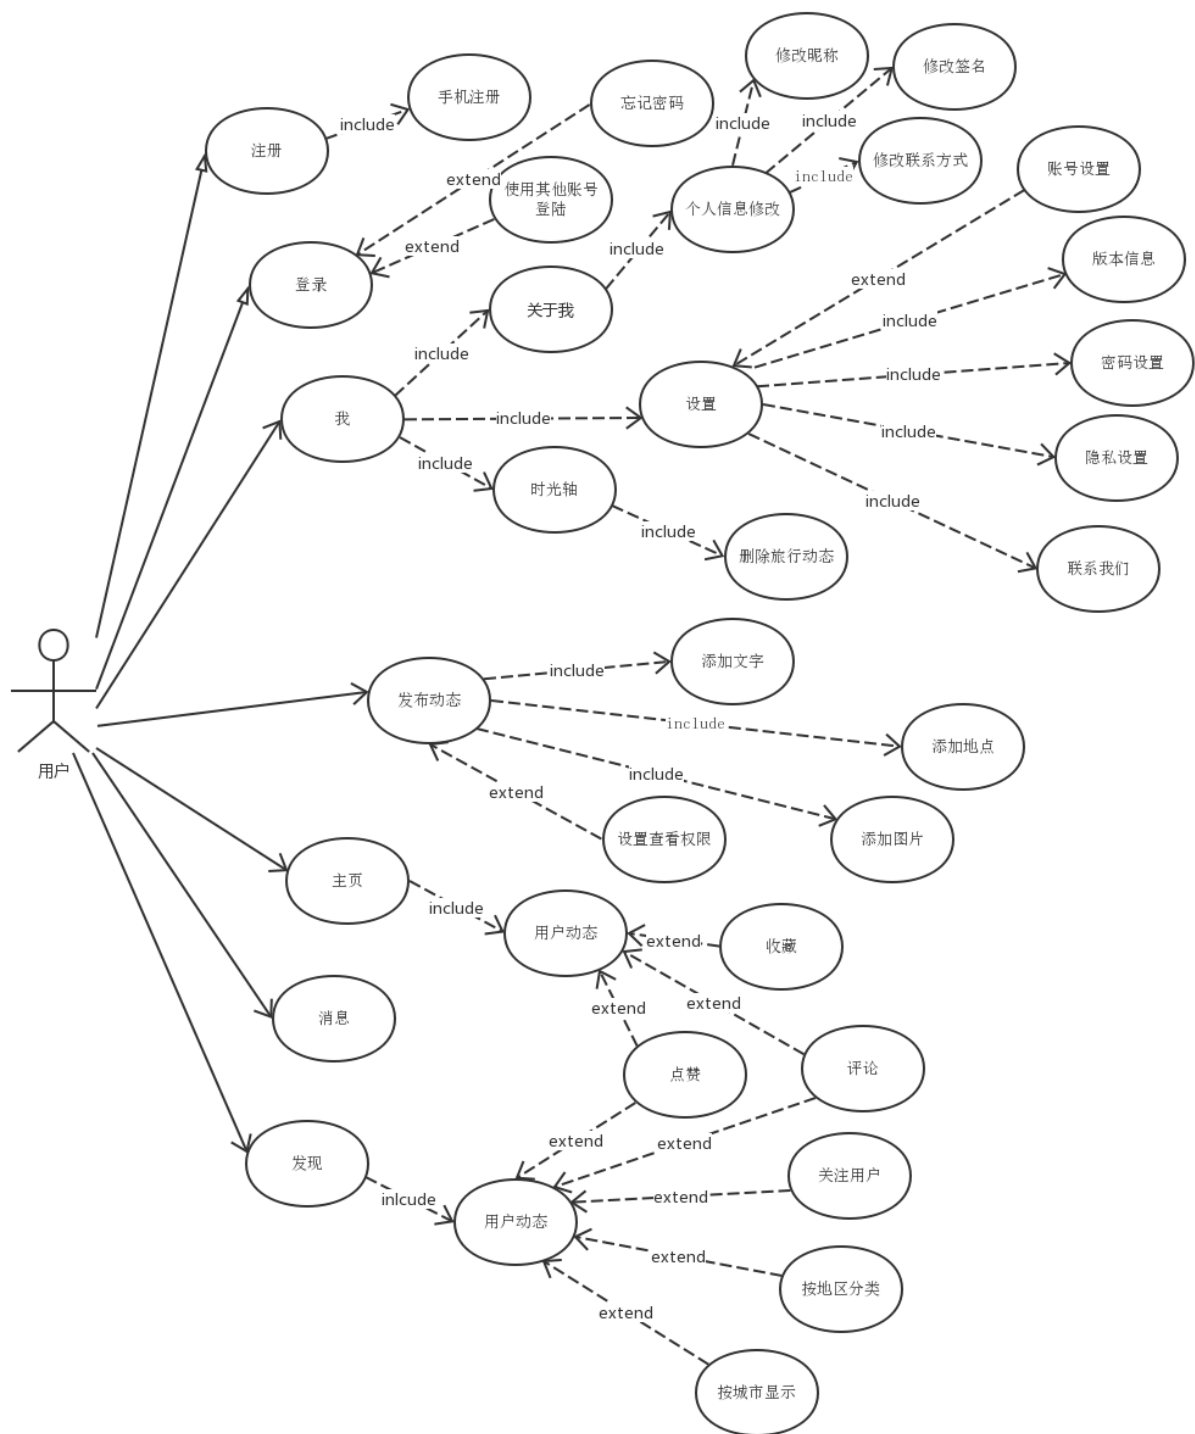 修改昵称
修改签名
手机注册
忘记密码
include
include
include
注册
修改联系方式
账号设置
include
extend
使用其他账号
登陆
个人信息修改
extend
include
版本信息
登录
extend
关于我
include
include
密码设置
include
设置
我
include
include
隐私设置
include
时光轴
include
include
删除旅行动态
联系我们
添加文字
include
发布动态
include
添加地点
用户
include
extend
设置查看权限
添加图片
主页
include
用户动态
extend
收藏
extend
extend
消息
点赞
评论
extend
extend
发现
关注用户
inlcude
extend
用户动态
extend
按地区分类
extend
按城市显示